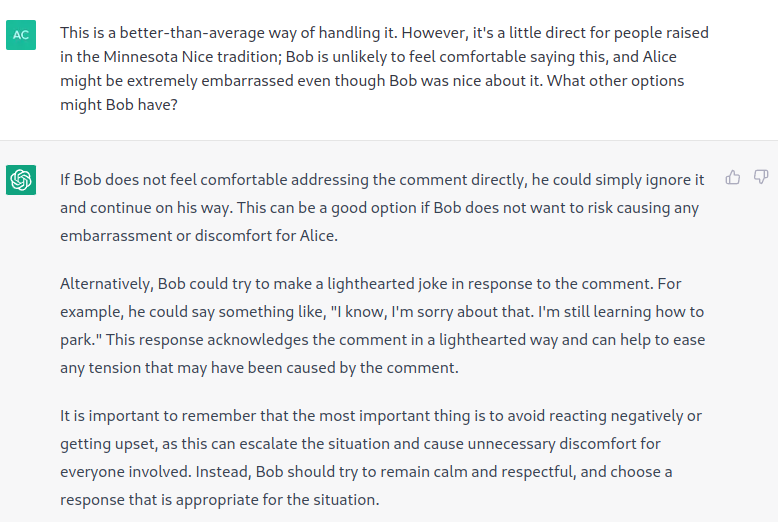 AC
This is a better-than-average way of handling it. However, it's a little direct for people raised
in the Minnesota Nice tradition; Bob is unlikely to feel comfortable saying this, and Alice
might be extremely embarrassed even though Bob was nice about it. What other options
might Bob have?
If Bob does not feel comfortable addressing the comment directly, he could simply ignore it
and continue on his way. This can be a good option if Bob does not want to risk causing any
embarrassment or discomfort for Alice.
Alternatively, Bob could try to make a lighthearted joke in response to the comment. For
example, he could say something like, "I know, I'm sorry about that. I'm still learning how to
park." This response acknowledges the comment in a lighthearted way and can help to ease
any tension that may have been caused by the comment.
It is important to remember that the most important thing is to avoid reacting negatively or
getting upset, as this can escalate the situation and cause unnecessary discomfort for
everyone involved. Instead, Bob should try to remain calm and respectful, and choose a
response that is appropriate for the situation.